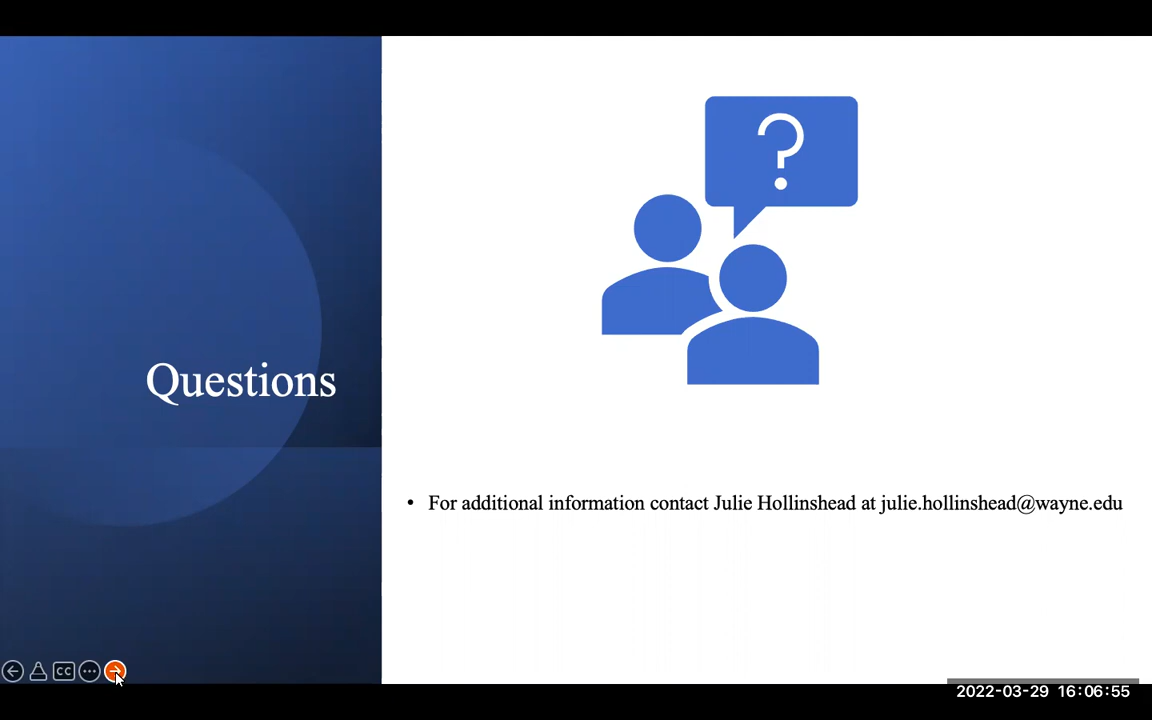 ?
Questions
• For additional information contact Julie Hollinshead at julie.hollinshead@wayne.edu
CC
2022-03-29 16:06:55